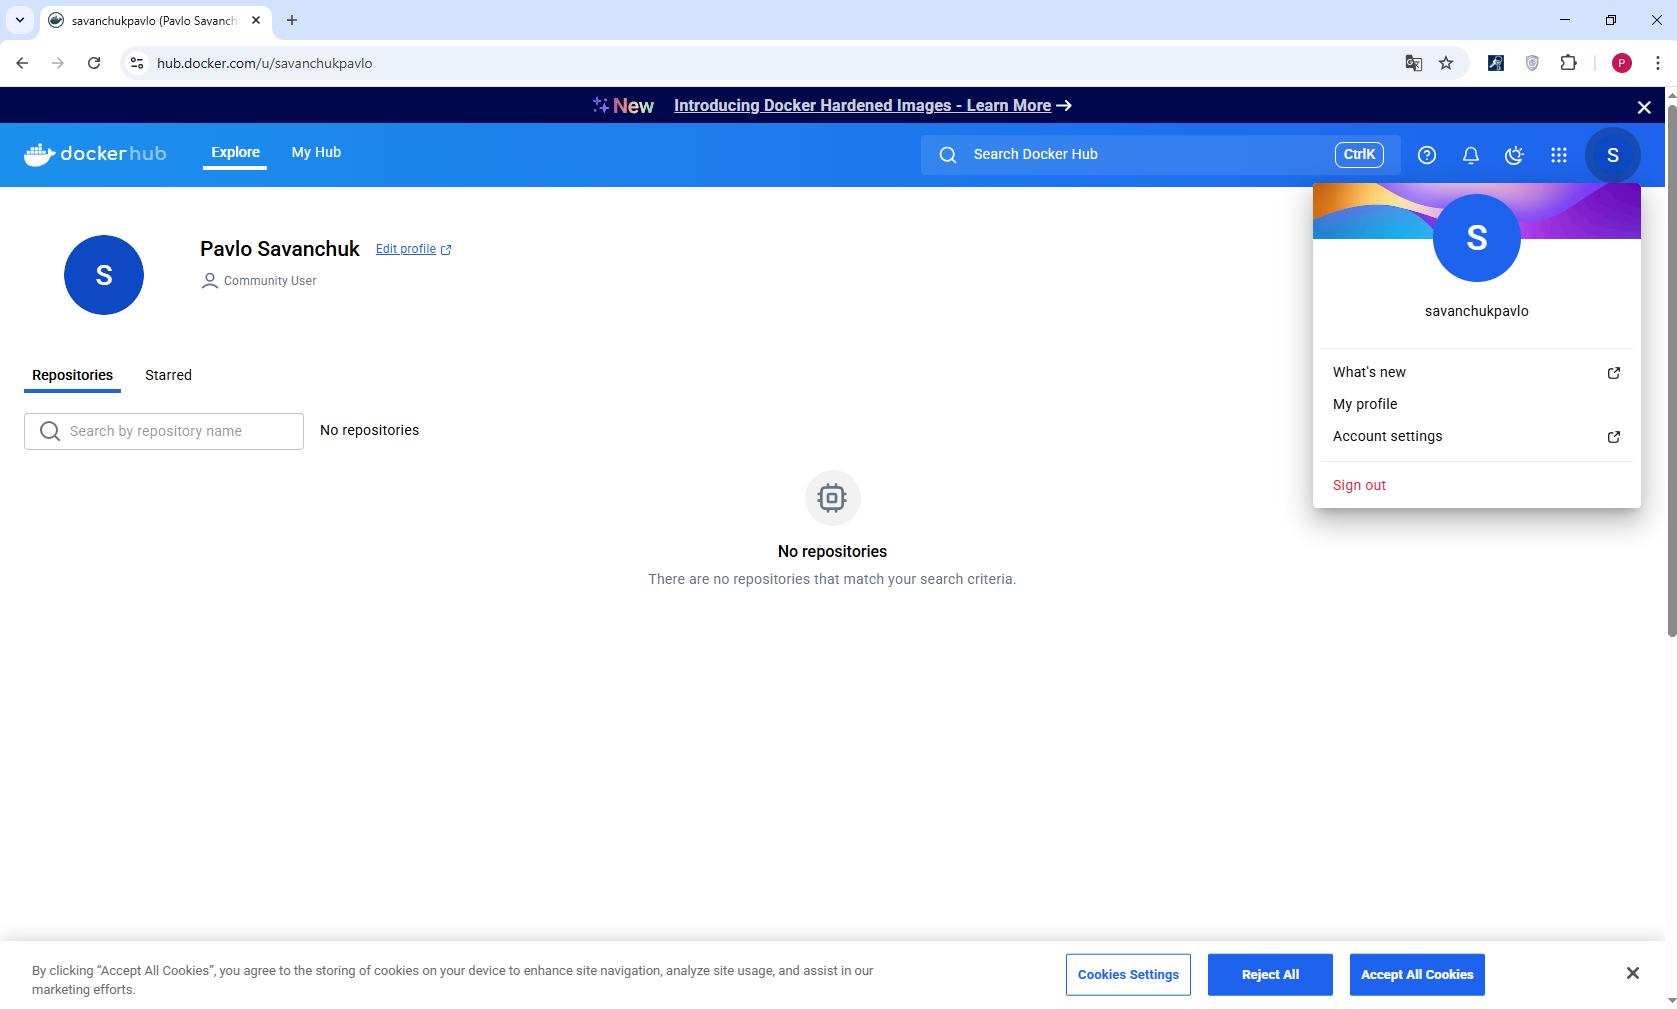 savanchukpavlo (Pavlo Savanch
hub.docker.com/u/savanchukpavlo
P
New Introducing Docker Hardened Images - Learn More
dockerhub
Explore
My Hub
Search Docker Hub
CtrlK
S
S
Pavlo Savanchuk
Edit profile
Community User
S
savanchukpavlo
What's new
My profile
Account settings
Sign out
Repositories
Starred
Search by repository name
No repositories
No repositories
There are no repositories that match your search criteria.
By clicking “Accept All Cookies”, you agree to the storing of cookies on your device to enhance site navigation, analyze site usage, and assist in our
marketing efforts.
Cookies Settings
Reject All
Accept All Cookies